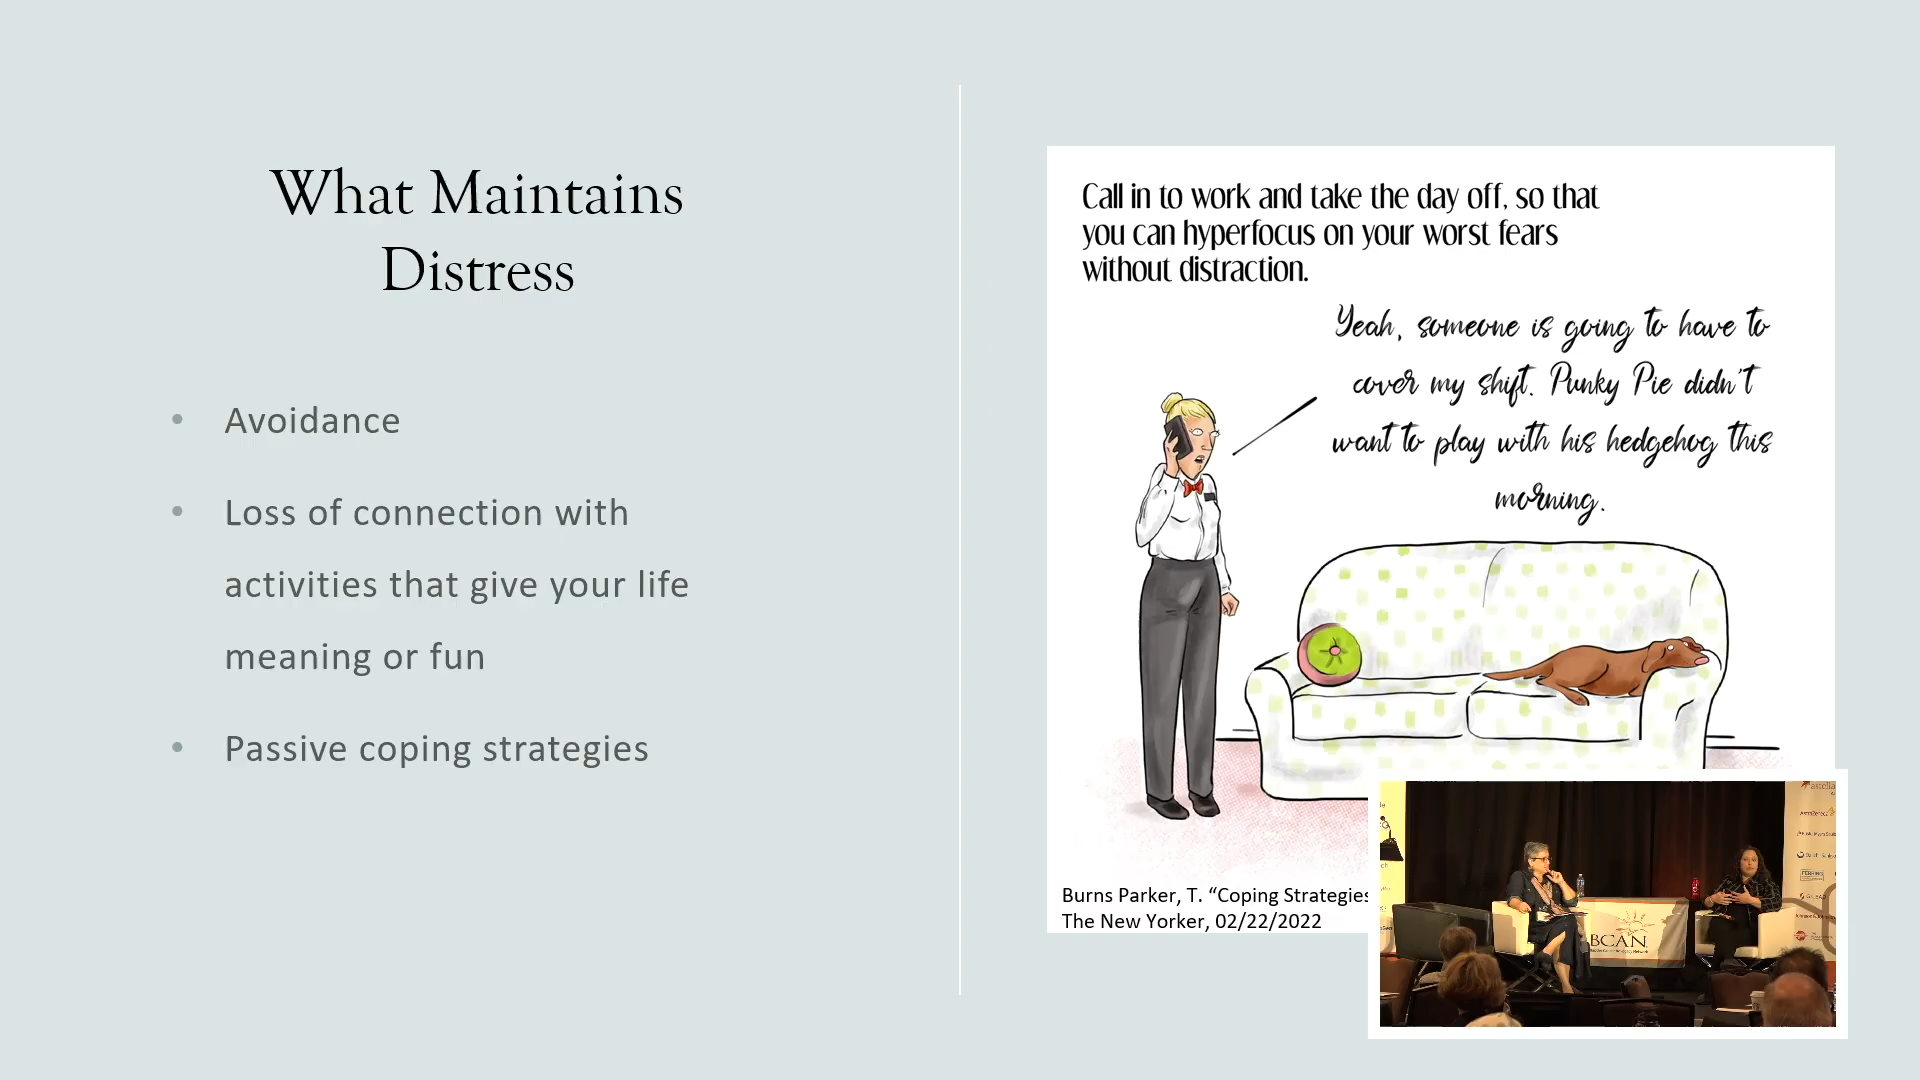 What Maintains
Distress
• Avoidance
• Loss of connection with
activities that give your life
meaning or fun
• Passive coping strategies
Call in to work and take the day off, so that
you can hyperfocus on your worst fears
without distraction.
Yeah, someone is going to have to
cover my shift. Punky Pie didn't
want to play with his hedgehog this
morning.
Burns Parker, T. “Coping Strategies
The New Yorker, 02/22/2022
BCAN